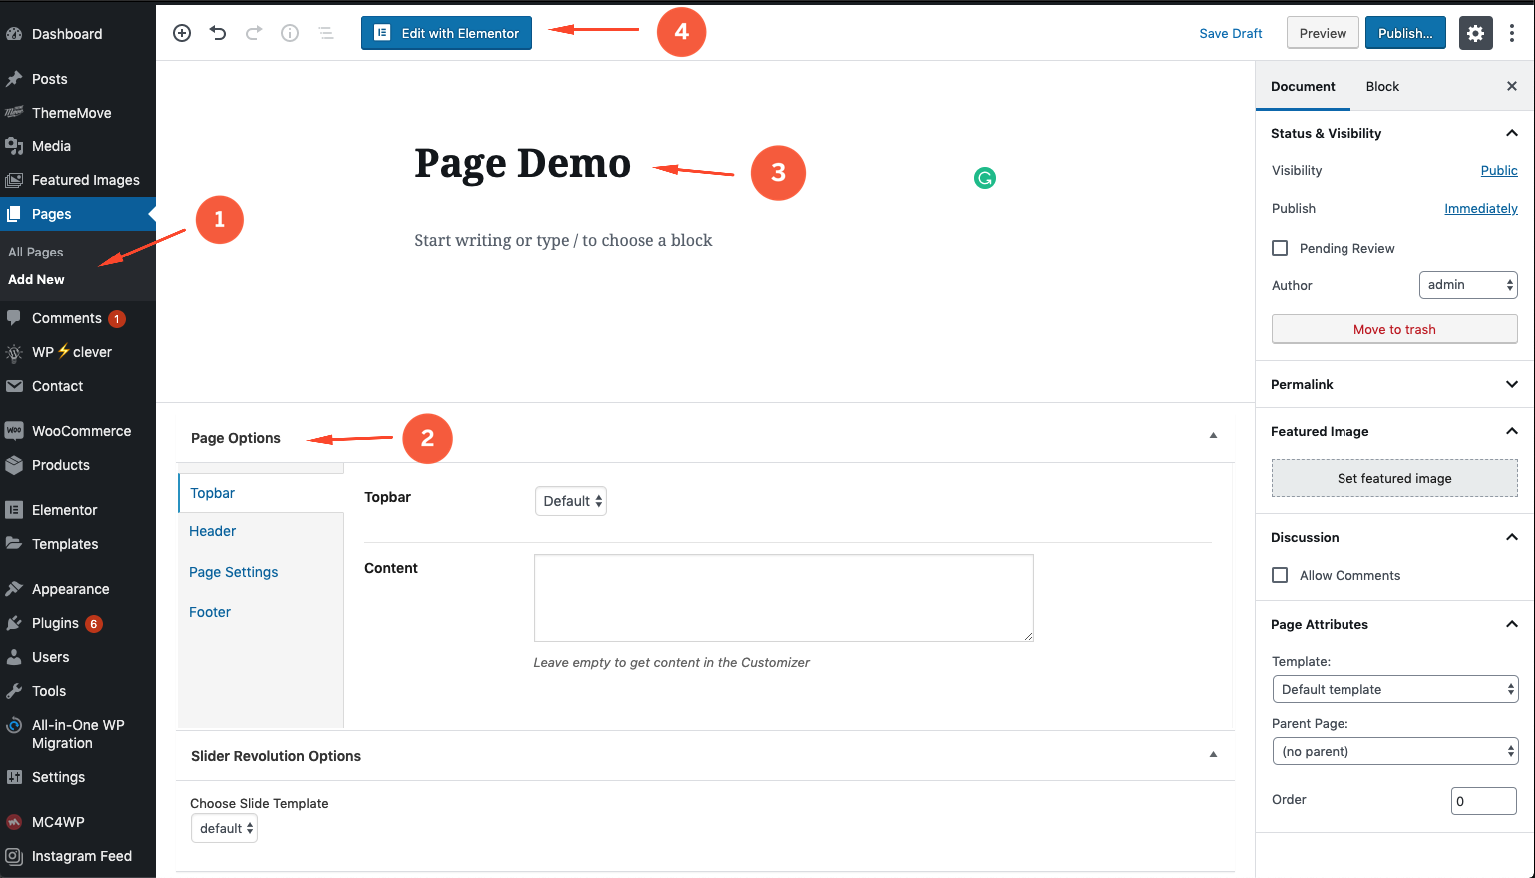 Dashboard
Posts
ThemeMove
Media
Featured Images
Pages
All Pages
Add New
Comments 1
WP⚡clever
Contact
WooCommerce
Products
Elementor
Templates
Appearance
Plugins 6
Users
Tools
All-in-One WP
Migration
Settings
MC4WP
Instagram Feed
1
Edit with Elementor
4
Save Draft
Preview
Publish...
Page Demo
3
Start writing or type / to choose a block
Page Options
2
Topbar
Header
Page Settings
Footer
Topbar
Default
Content
Leave empty to get content in the Customizer
Slider Revolution Options
Choose Slide Template
default
Document
Block
Status & Visibility
Visibility
Public
Publish
Immediately
Pending Review
Author
admin
Move to trash
Permalink
Featured Image
Set featured image
Discussion
Allow Comments
Page Attributes
Template:
Default template
Parent Page:
(no parent)
Order
0